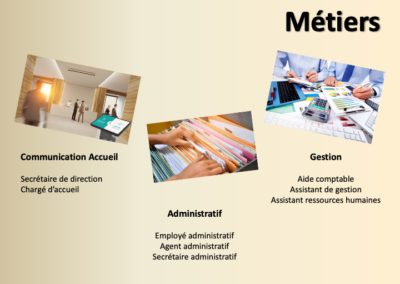 Métiers
Communication Accueil
Secrétaire de direction
Chargé d'accueil
Administratif
Employé administratif
Agent administratif
Secrétaire administratif
Gestion
Aide comptable
Assistant de gestion
Assistant ressources humaines